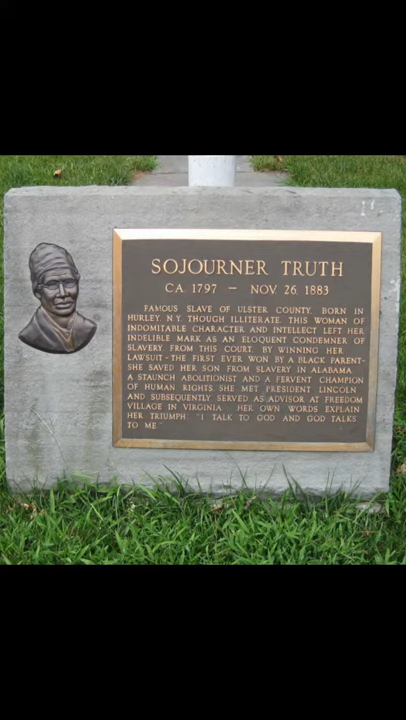 SOJOURNER TRUTH
CA. 1797 — NOV. 26, 1883
FAMOUS SLAVE OF ULSTER COUNTY. BORN IN
HURLEY, N.Y. THOUGH ILLITERATE, THIS WOMAN OF
INDOMITABLE CHARACTER AND INTELLECT LEFT HER
INDELIBLE MARK AS AN ELOQUENT CONDEMNER OF
SLAVERY. FROM THIS COURT, BY WINNING HER
LAWSUIT-THE FIRST EVER WON BY A BLACK PARENT-
SHE SAVED HER SON FROM SLAVERY IN ALABAMA.
A STAUNCH ABOLITIONIST AND A FERVENT CHAMPION
OF HUMAN RIGHTS SHE MET PRESIDENT LINCOLN
AND SUBSEQUENTLY SERVED AS ADVISOR AT FREEDOM
VILLAGE IN VIRGINIA. HER OWN WORDS EXPLAIN
HER TRIUMPH: "I TALK TO GOD AND GOD TALKS
TO ME."